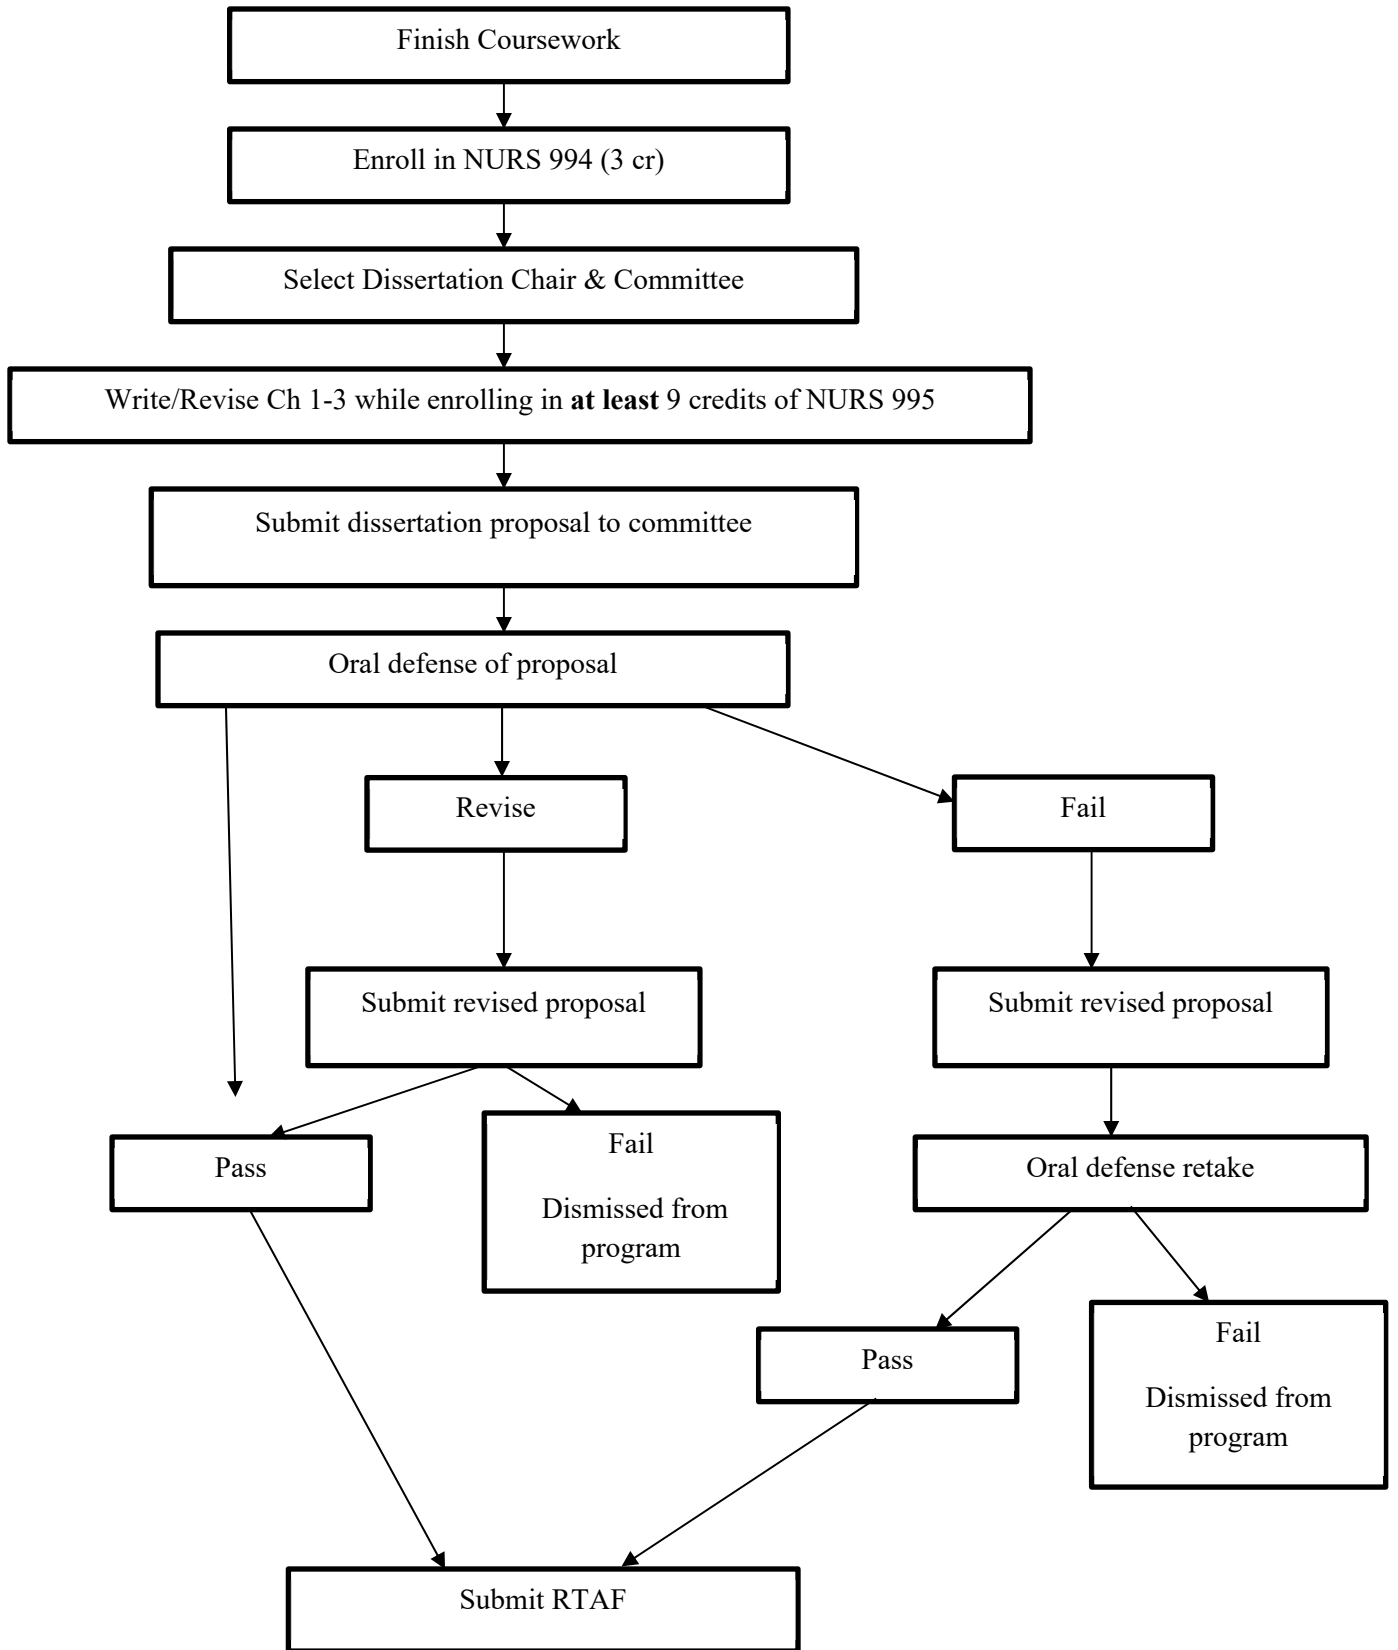 Finish Coursework
Enroll in NURS 994 (3 cr)
Select Dissertation Chair & Committee
Write/Revise Ch 1-3 while enrolling in at least 9 credits of NURS 995
Submit dissertation proposal to committee
Oral defense of proposal
Revise
Fail
Submit revised proposal
Submit revised proposal
Pass
Fail
Dismissed from
program
Oral defense retake
Pass
Fail
Dismissed from
program
Submit RTAF